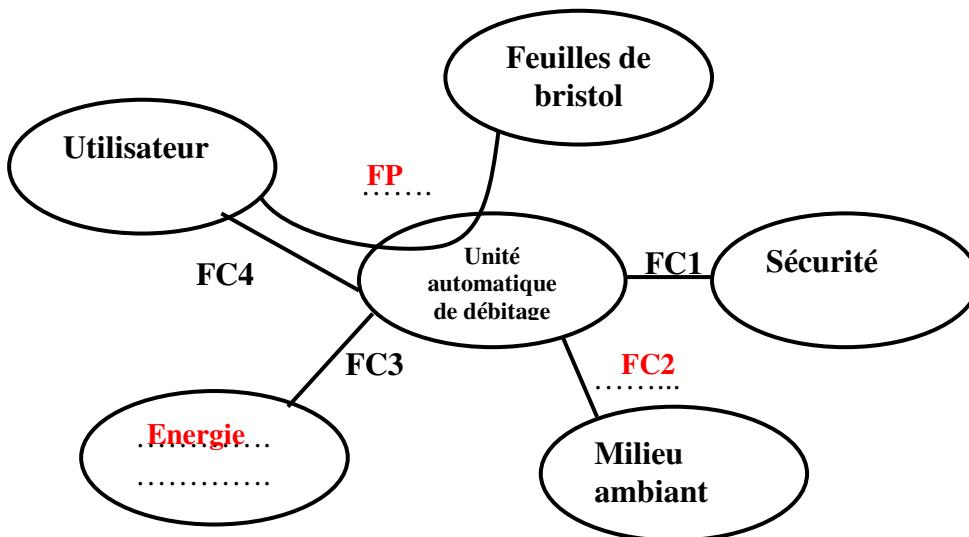 Feuilles de
bristol
Utilisateur
FP
.......
Unité
automatique
de débitage
FC1
Sécurité
FC4
FC3
FC2
.........
Energie
.............
.............
Milieu
ambiant